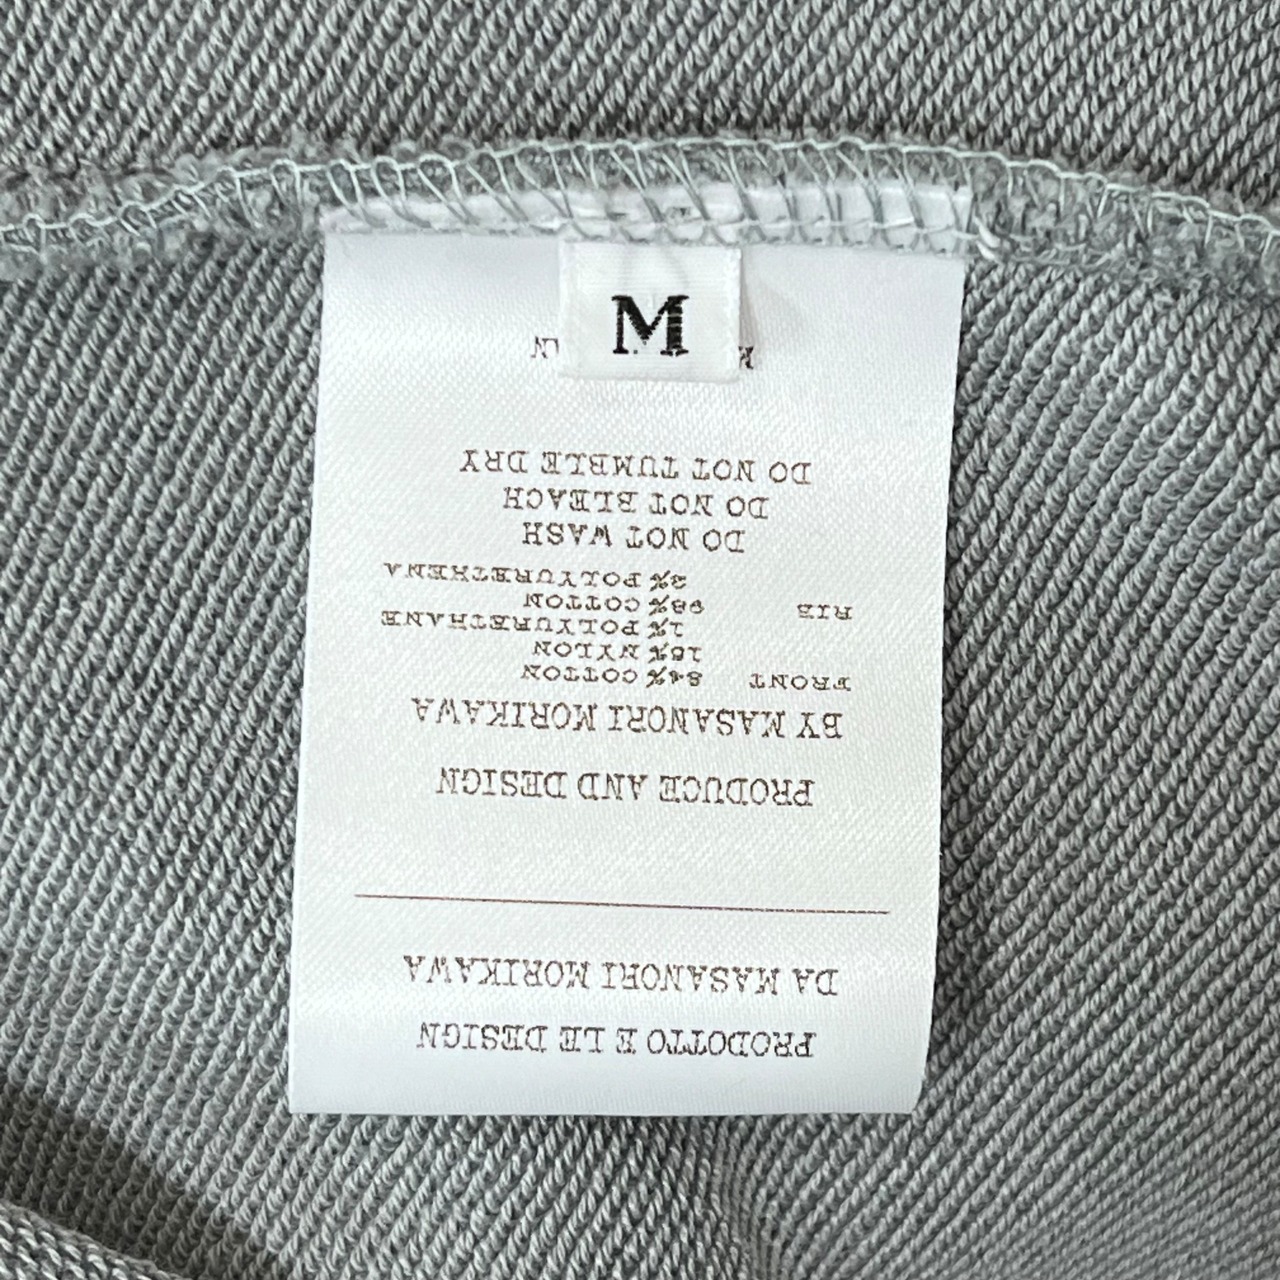 PRODOTTO E LE DESIGN
DA MASANORI MORIKAWA
PRODUCE AND DESIGN
BY MASANORI MORIKAWA
FRONT 84% COTTON
15% NYLON
1% POLYURETHANE
RIB 98% COTTON
2% POLYURETHENA
DO NOT WASH
DO NOT BLEACH
DO NOT TUMBLE DRY
M